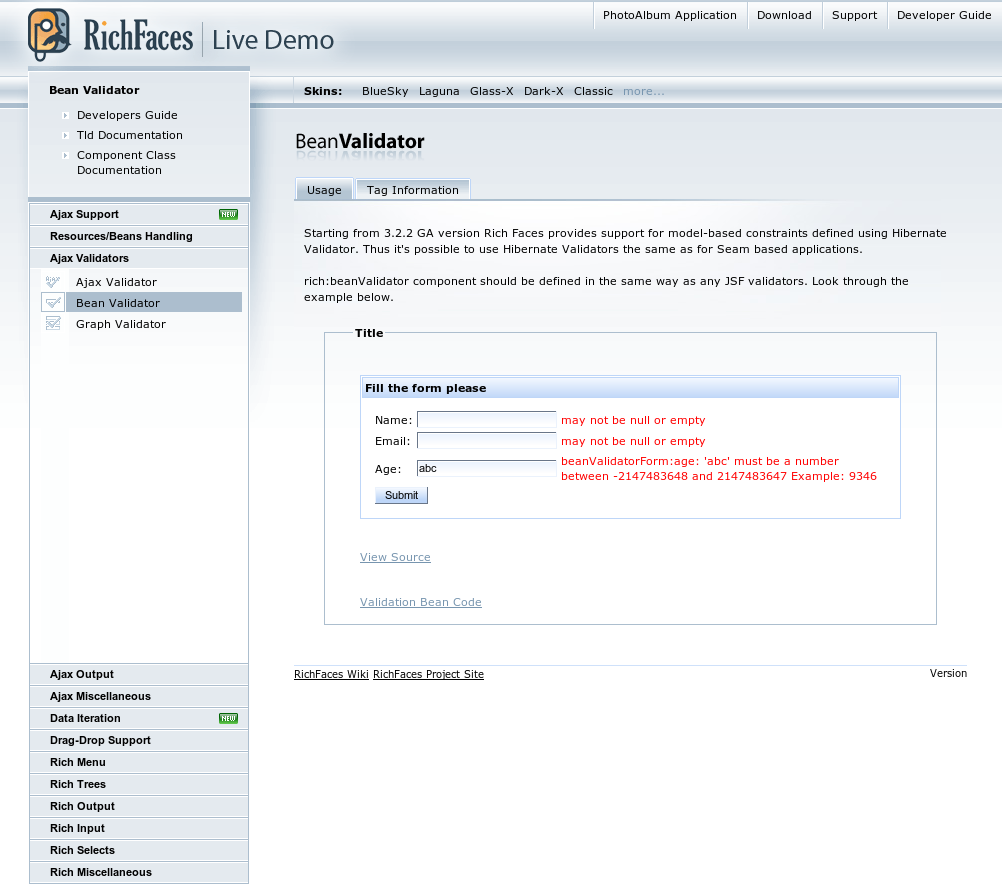 PhotoAlbum Application Download Support Developer Guide
RichFaces Live Demo
Skins: BlueSky Laguna Glass-X Dark-X Classic more...
Bean Validator
Developers Guide
Tld Documentation
Component Class
Documentation
Ajax Support NEW
Resources/Beans Handling
Ajax Validators
Ajax Validator
Bean Validator
Graph Validator
Ajax Output
Ajax Miscellaneous
Data Iteration NEW
Drag-Drop Support
Rich Menu
Rich Trees
Rich Output
Rich Input
Rich Selects
Rich Miscellaneous
BeanValidator
Usage Tag Information
Starting from 3.2.2 GA version Rich Faces provides support for model-based constraints defined using Hibernate
Validator. Thus it's possible to use Hibernate Validators the same as for Seam based applications.
rich:beanValidator component should be defined in the same way as any JSF validators. Look through the
example below.
Title
Fill the form please
Name: may not be null or empty
Email: may not be null or empty
Age: abc beanValidatorForm:age: 'abc' must be a number
between -2147483648 and 2147483647 Example: 9346
Submit
View Source
Validation Bean Code
RichFaces Wiki RichFaces Project Site Version